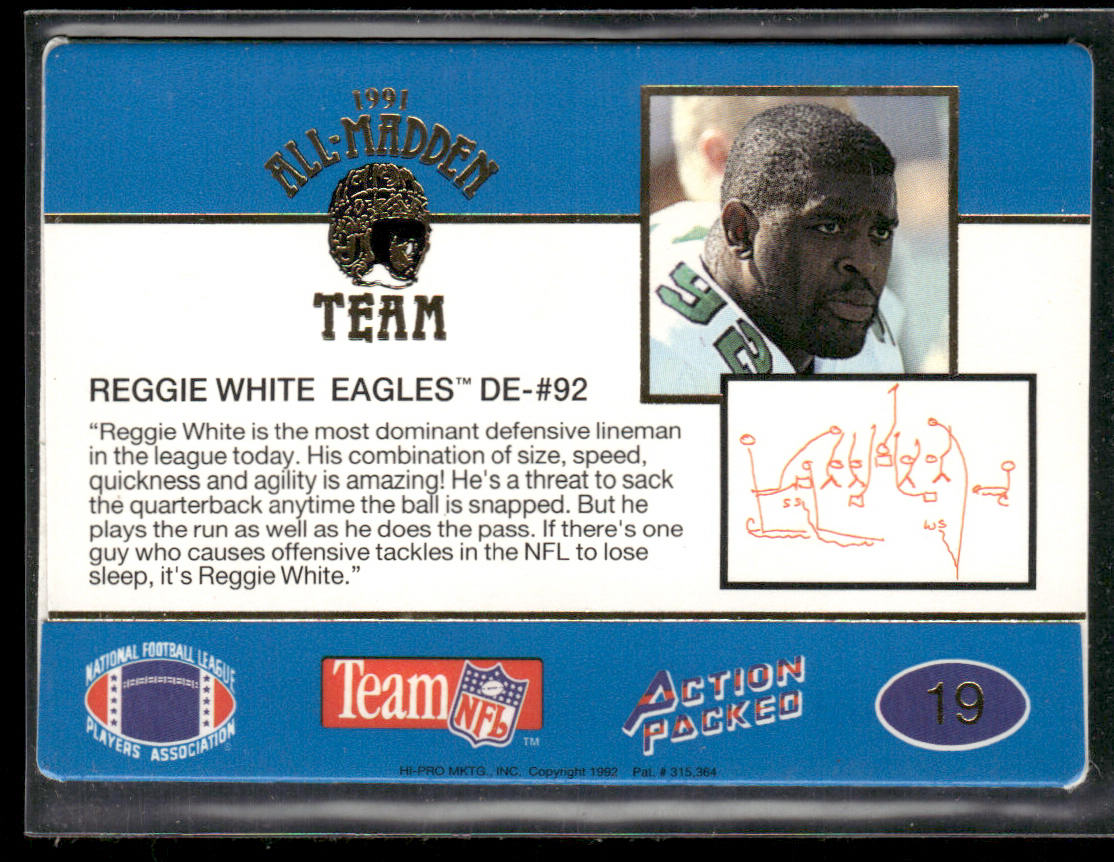 1991
ALL-MADDEN
TEAM
REGGIE WHITE EAGLES™ DE-#92
“Reggie White is the most dominant defensive lineman
in the league today. His combination of size, speed,
quickness and agility is amazing! He's a threat to sack
the quarterback anytime the ball is snapped. But he
plays the run as well as he does the pass. If there's one
guy who causes offensive tackles in the NFL to lose
sleep, it's Reggie White.”
92
SS
C
WS
C
NATIONAL FOOTBALL LEAGUE
PLAYERS ASSOCIATION
Team NFL TM
ACTION
PACKED
19
HI-PRO MKTG., INC. Copyright 1992 Pat. # 315,364